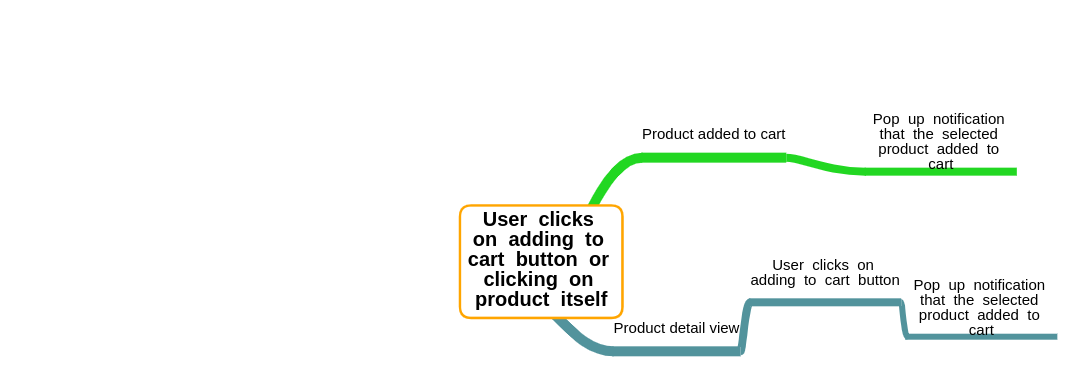 Product added to cart
Pop up notification
that the selected
product added to
cart
User clicks
on adding to
cart button or
clicking on
product itself
Product detail view
User clicks on
adding to cart button
Pop up notification
that the selected
product added to
cart